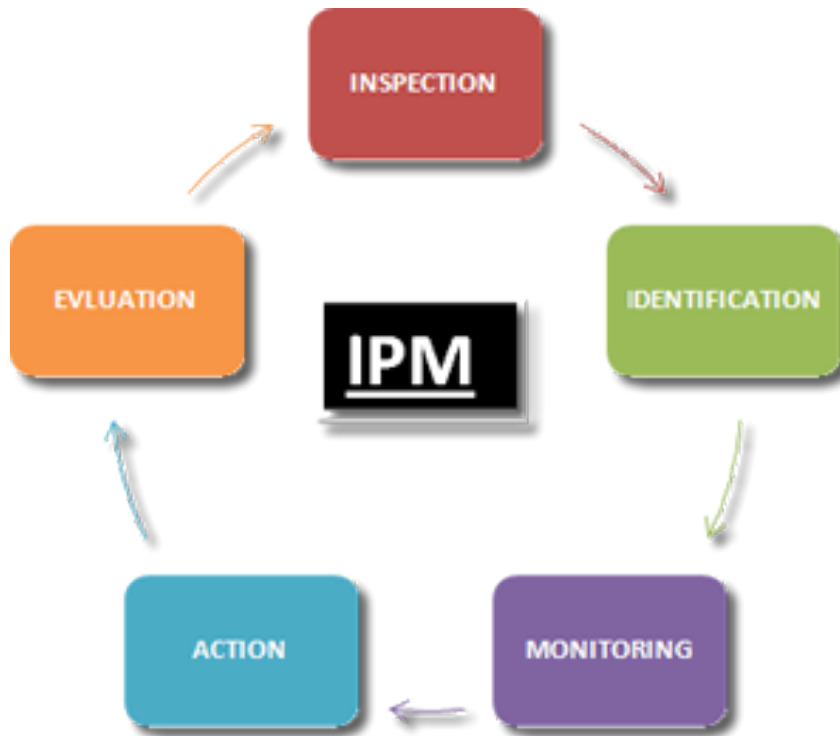 INSPECTION
IDENTIFICATION
MONITORING
ACTION
EVLUATION
IPM